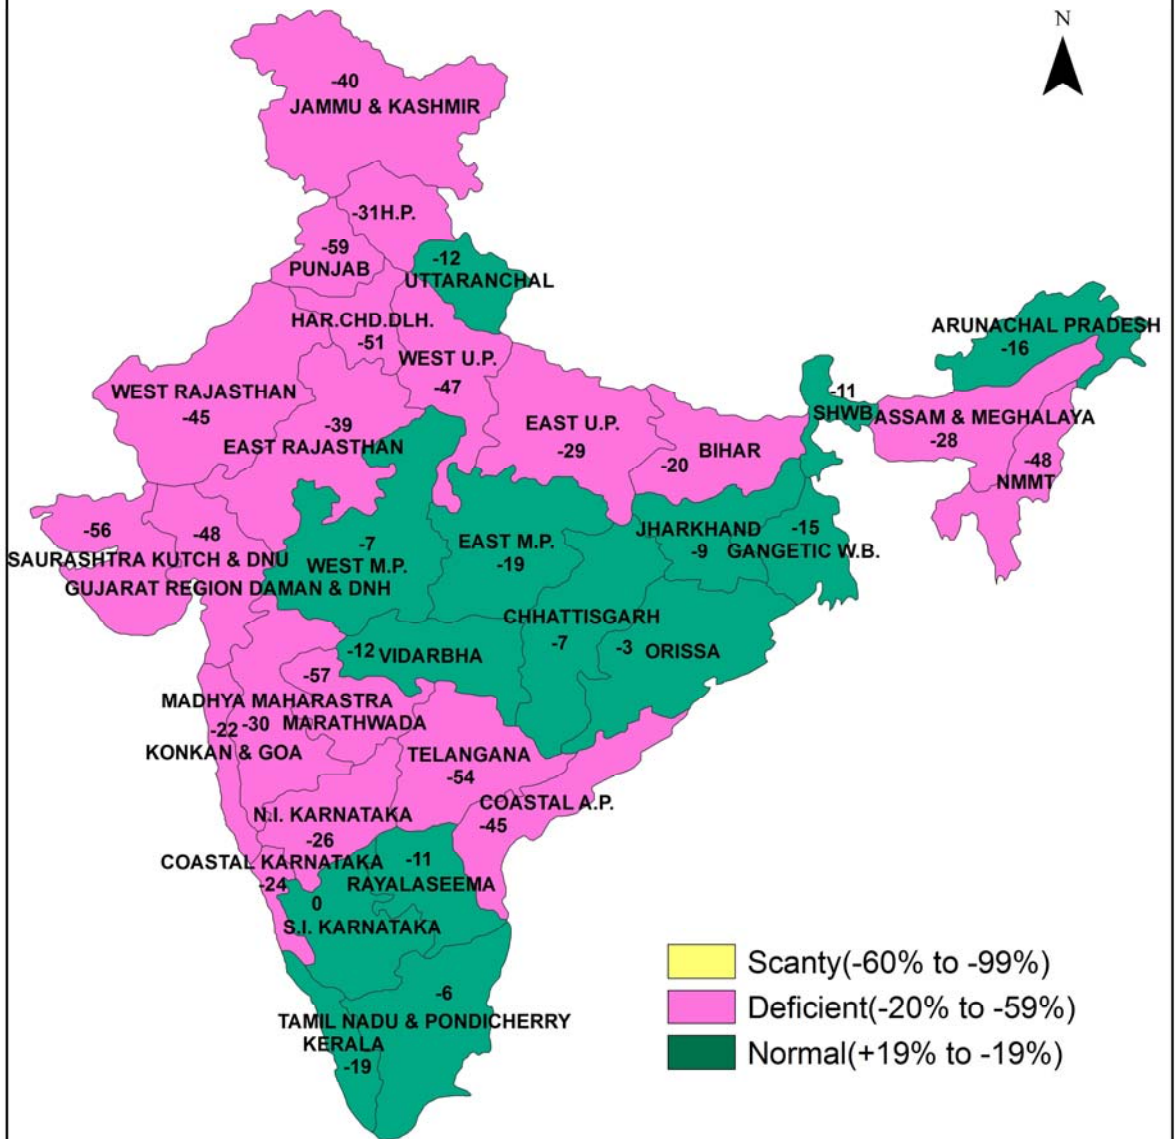 N
-40
JAMMU & KASHMIR
-31H.P.
-59
PUNJAB
-12
UTTARANCHAL
HAR.CHD.DLH.
-51
ARUNACHAL PRADESH
-16
WEST U.P.
-47
WEST RAJASTHAN
-45
-39
EAST RAJASTHAN
EAST U.P.
-29
BIHAR
-20
-11
SHWB
ASSAM & MEGHALAYA
-28
-48
NMMT
-56
SAURASHTRA KUTCH & DNU
-48
GUJARAT REGION DAMAN & DNH
-7
WEST M.P.
EAST M.P.
-19
JHARKHAND
-9
-15
GANGETIC W.B.
CHHATTISGARH
-7
-3 ORISSA
-12 VIDARBHA
-57
MADHYA MAHARASTRA
-30 MARATHWADA
-22
KONKAN & GOA
TELANGANA
-54
COASTAL A.P.
-45
N.I. KARNATAKA
-26
COASTAL KARNATAKA
-24
-11
RAYALASEEMA
0
S.I. KARNATAKA
-6
TAMIL NADU & PONDICHERRY
KERALA
-19
Scanty(-60% to -99%)
Deficient(-20% to -59%)
Normal(+19% to -19%)